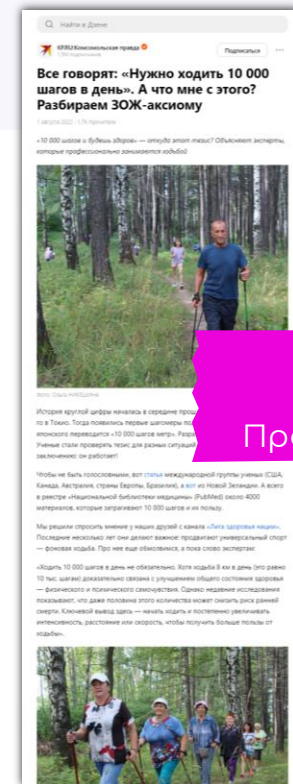 Найти в Дзене
KP.RU:Комсомольская правда
Подписаться
Все говорят: «Нужно ходить 10 000
шагов в день». А что мне с этого?
Разбираем ЗОЖ-аксиому
1 августа 2022
«10 000 шагов и будешь здоров» — откуда этот тезис? Объясняют эксперты,
которые профессионально занимаются ходьбой
История круглой цифры началась в середине прош
го в Токио. Тогда появились первые шагомеры под
японского переводится «10 000 шагов метр». Разра
Ученые стали проверять тезис для разных ситуаций
заключению: он работает!
Пр
Чтобы не быть голословными, вот статья международной группы ученых (США,
Канада, Австралия, страны Европы, Бразилия), а вот из Новой Зеландии. А всего
в реестре «Национальной библиотеки медицины» (PubMed) около 4000
материалов, которые затрагивают 10 000 шагов и их пользу.
Мы решили спросить мнение у наших друзей с канала «Лига здоровья нации».
Последние несколько лет они делают важное: продвигают универсальный спорт
— фоновая ходьба. Про нее еще обмолвимся, а пока слово экспертам:
«Ходить 10 000 шагов в день не обязательно. Хотя ходьба 8 км в день (это равно
10 тыс. шагам) доказательно связана с улучшением общего состояния здоровья
— физического и психического самочувствия. Однако недавние исследования
показывают, что даже половина этого количества может снизить риск ранней
смерти. Ключевой вывод здесь — начать ходить и постепенно увеличивать
интенсивность, расстояние или скорость, чтобы получить больше пользы от
ходьбы».